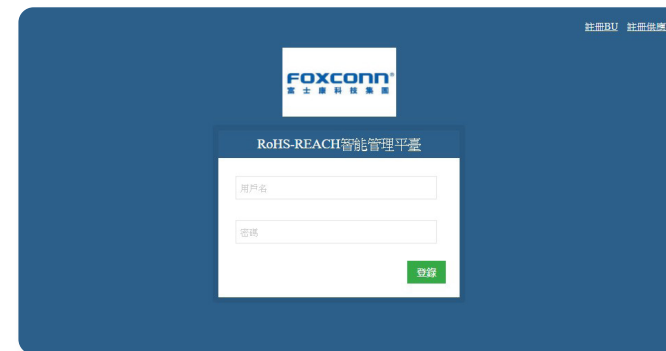 註冊BU 註冊供應
FOXCONN®
富士康科技集團
RoHS-REACH智能管理平臺
用戶名
密碼
登錄